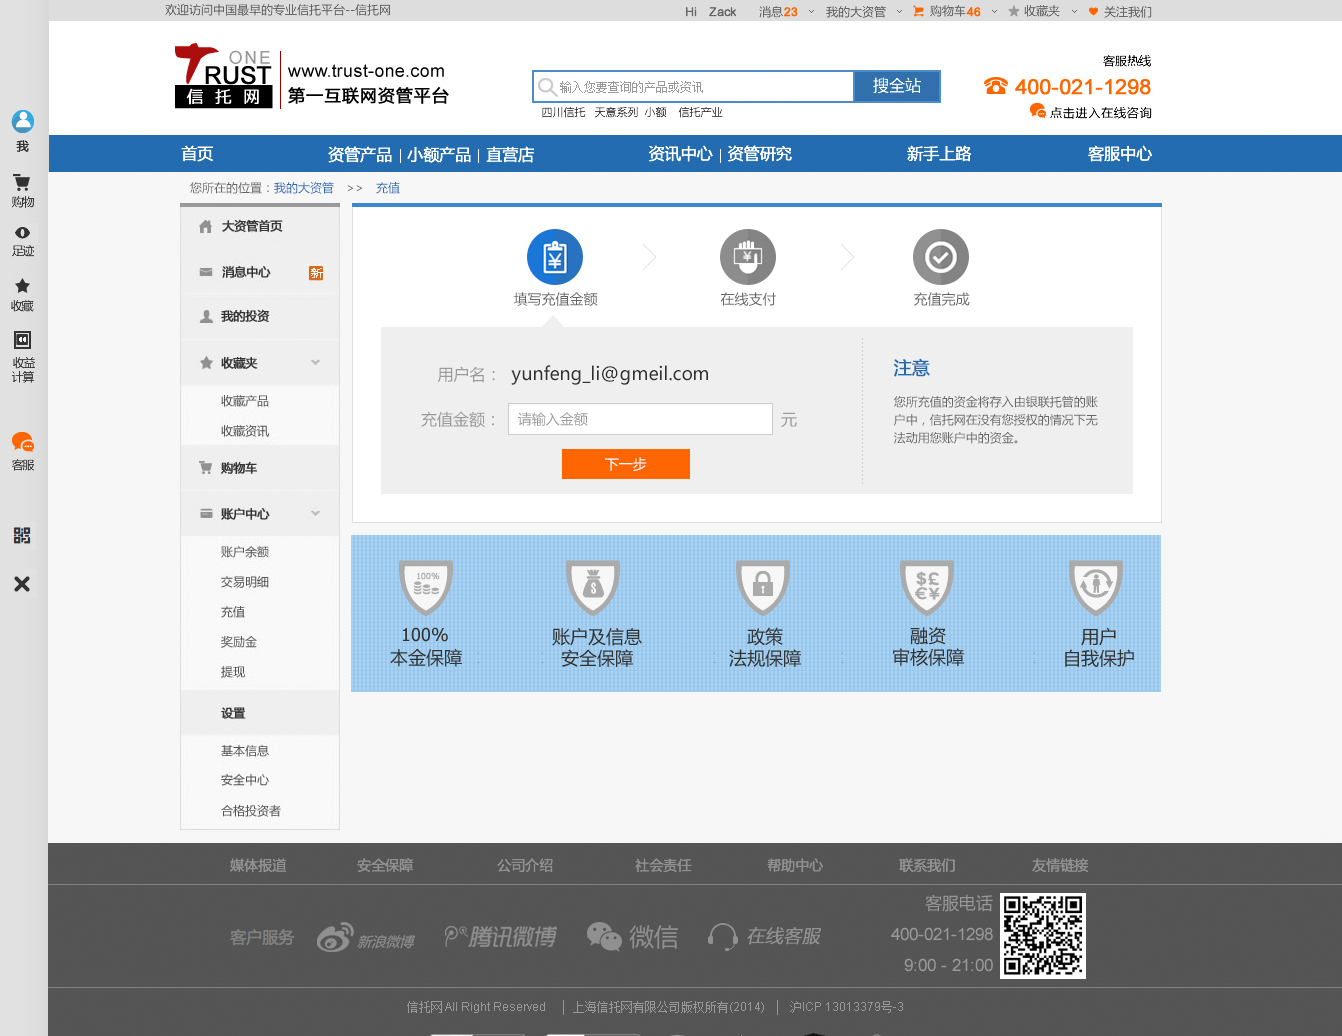 欢迎访问中国最早的专业信托平台--信托网
Hi Zack 消息23 我的大资管 购物车46 收藏夹 关注我们
ONE
TRUST
信托网
www.trust-one.com
第一互联网资管平台
输入您要查询的产品或资讯 搜全站
四川信托 天意系列 小额 信托产业
客服热线
400-021-1298
点击进入在线咨询
我
购物
足迹
收藏
收益
计算
客服
首页 资管产品 | 小额产品 | 直营店 资讯中心 | 资管研究 新手上路 客服中心
您所在的位置：我的大资管 >> 充值
大资管首页
消息中心 新
我的投资
收藏夹
收藏产品
收藏资讯
购物车
账户中心
账户余额
交易明细
充值
奖励金
提现
设置
基本信息
安全中心
合格投资者
填写充值金额 在线支付 充值完成
用户名： yunfeng_li@gmeil.com
充值金额： 请输入金额 元
下一步
注意
您所充值的资金将存入由银联托管的账
户中，信托网在没有您授权的情况下无
法动用您账户中的资金。
100%
100%
本金保障
$
账户及信息
安全保障
政策
法规保障
$£
€¥
融资
审核保障
用户
自我保护
媒体报道 安全保障 公司介绍 社会责任 帮助中心 联系我们 友情链接
客户服务 新浪微博 腾讯微博 微信 在线客服
客服电话
400-021-1298
9:00 - 21:00
信托网 All Right Reserved | 上海信托网有限公司版权所有(2014) | 沪ICP 13013379号-3